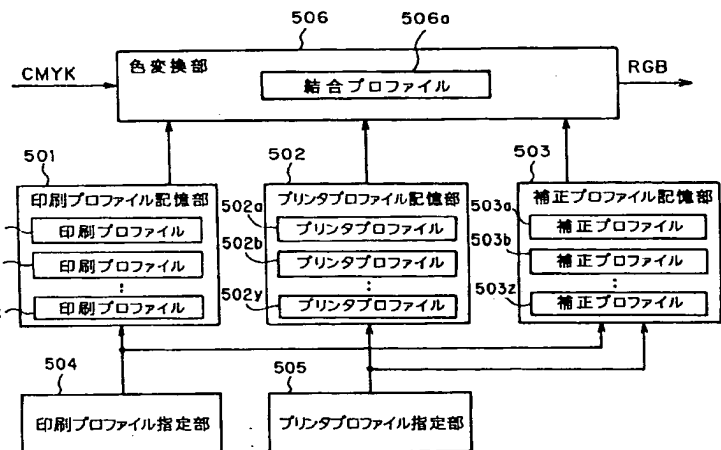 506
506a
色変換部
CMYK
結合プロファイル
RGB
501
502
503
印刷プロファイル記憶部
プリンタプロファイル記憶部
補正プロファイル記憶部
印刷プロファイル
502a
プリンタプロファイル
503a
補正プロファイル
印刷プロファイル
502b
プリンタプロファイル
503b
補正プロファイル
⋮
⋮
⋮
印刷プロファイル
502y
プリンタプロファイル
503z
補正プロファイル
504
505
印刷プロファイル指定部
プリンタプロファイル指定部